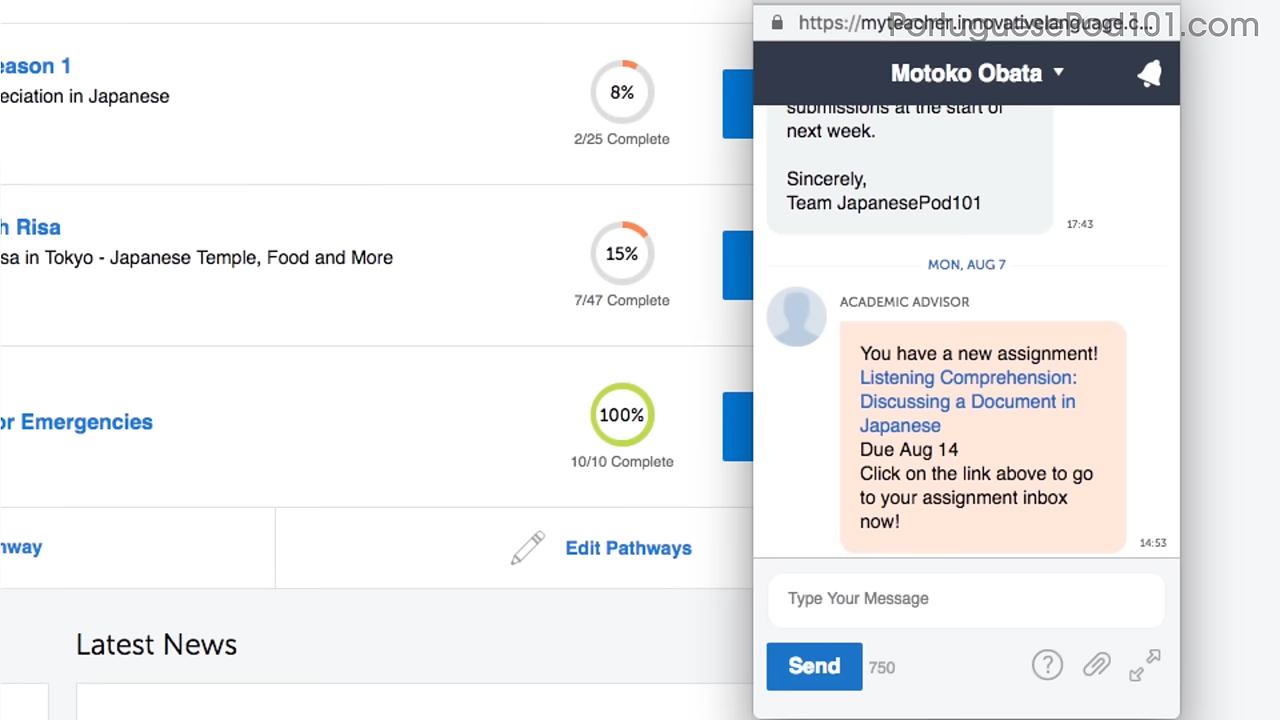 PortuguesePod101.com
https://myteacher.innovativelanguage.c...
Motoko Obata
eason 1
eciation in Japanese
8%
2/25 Complete
h Risa
sa in Tokyo - Japanese Temple, Food and More
15%
7/47 Complete
or Emergencies
100%
10/10 Complete
hway
Edit Pathways
Latest News
submissions at the start of
next week.
Sincerely,
Team JapanesePod101
17:43
MON, AUG 7
ACADEMIC ADVISOR
You have a new assignment!
Listening Comprehension:
Discussing a Document in
Japanese
Due Aug 14
Click on the link above to go
to your assignment inbox
now!
14:53
Type Your Message
Send
750
?